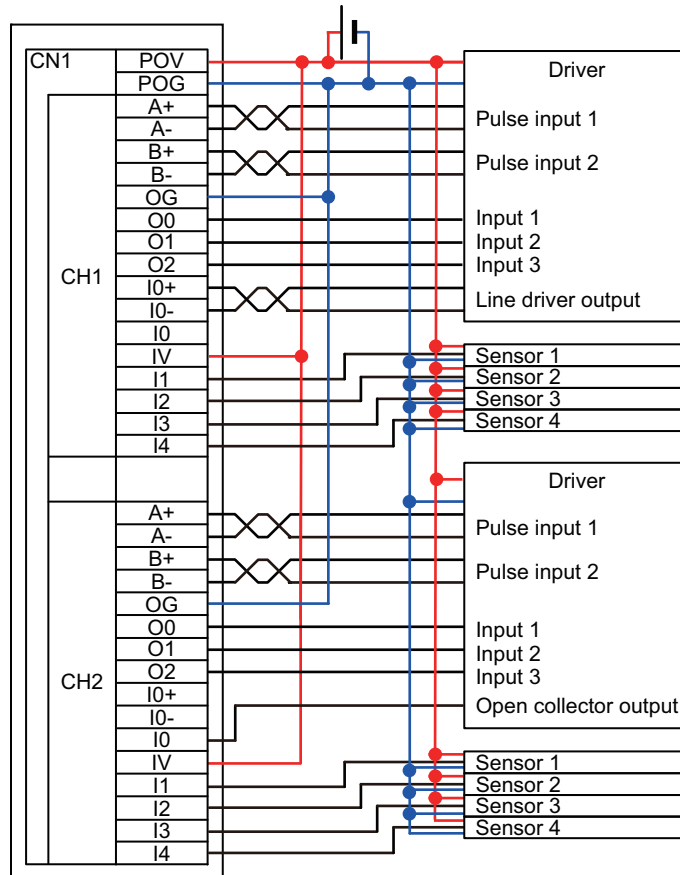 CN1
POV
POG
CH1
A+
A-
B+
B-
OG
O0
O1
O2
I0+
I0-
I0
IV
I1
I2
I3
I4
Driver
Pulse input 1
Pulse input 2
Input 1
Input 2
Input 3
Line driver output
Sensor 1
Sensor 2
Sensor 3
Sensor 4
CH2
A+
A-
B+
B-
OG
O0
O1
O2
I0+
I0-
I0
IV
I1
I2
I3
I4
Driver
Pulse input 1
Pulse input 2
Input 1
Input 2
Input 3
Open collector output
Sensor 1
Sensor 2
Sensor 3
Sensor 4